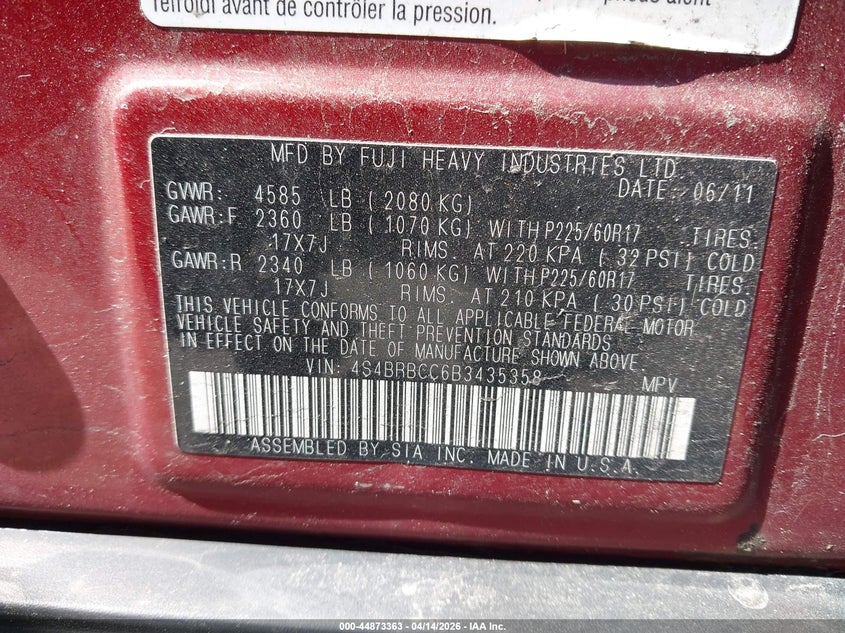 refroidi avant de contrôler la pression.
MFD BY FUJI HEAVY INDUSTRIES LTD
DATE: 06/11
GVWR: 4585 LB ( 2080 KG)
GAWR:F 2360 LB ( 1070 KG) WITH P225/60R17 TIRES.
17X7J RIMS. AT 220 KPA ( 32 PSI) COLD
GAWR:R 2340 LB ( 1060 KG) WITH P225/60R17 TIRES
17X7J RIMS. AT 210 KPA ( 30 PSI) COLD
THIS VEHICLE CONFORMS TO ALL APPLICABLE FEDERAL MOTOR
VEHICLE SAFETY AND THEFT PREVENTION STANDARDS
IN EFFECT ON THE DATE OF MANUFACTURE SHOWN ABOVE.
VIN: 4S4BRBCC6B3435358 MPV
ASSEMBLED BY SIA INC. MADE IN U.S.A.
000-44873363 - 04/14/2026 - IAA Inc.